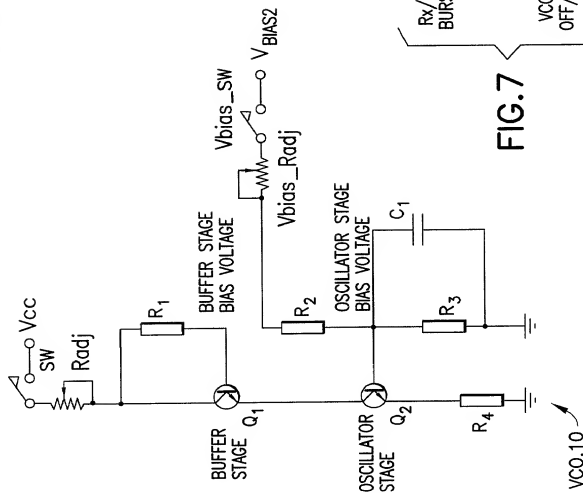 SW
Vcc
Radj
R1
BUFFER STAGE
BIAS VOLTAGE
BUFFER
STAGE
Q1
Vbias_SW
V BIAS2
Vbias_Radj
R2
OSCILLATOR STAGE
BIAS VOLTAGE
C1
R3
OSCILLATOR
STAGE
Q2
R4
VCO,10
FIG.7
Rx/
BURS
VCO
OFF/